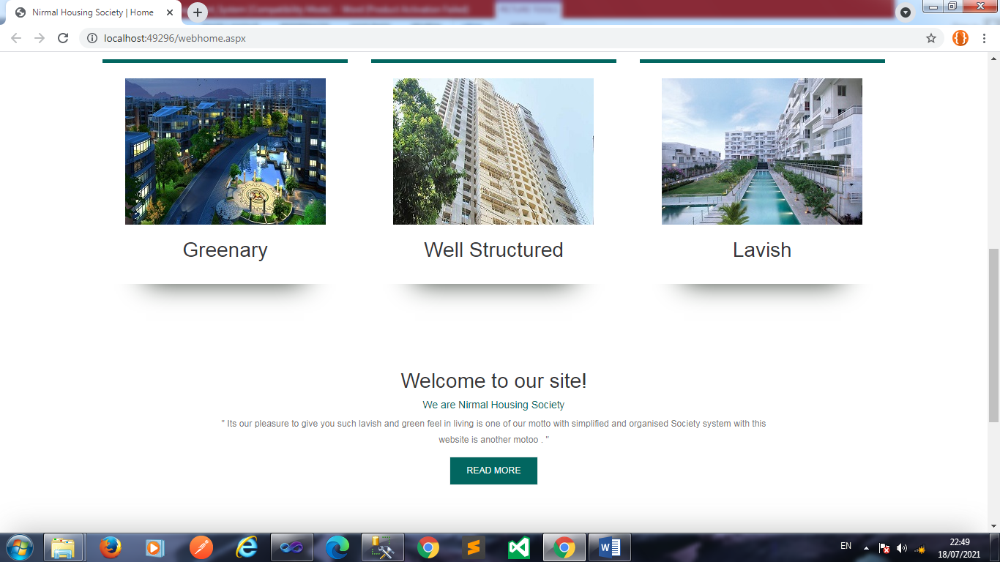 Nirmal Housing Society | Home
localhost:49296/webhome.aspx
Greenary
Well Structured
Lavish
Welcome to our site!
We are Nirmal Housing Society
" Its our pleasure to give you such lavish and green feel in living is one of our motto with simplified and organised Society system with this
website is another motoo . "
READ MORE
EN
22:49
18/07/2021